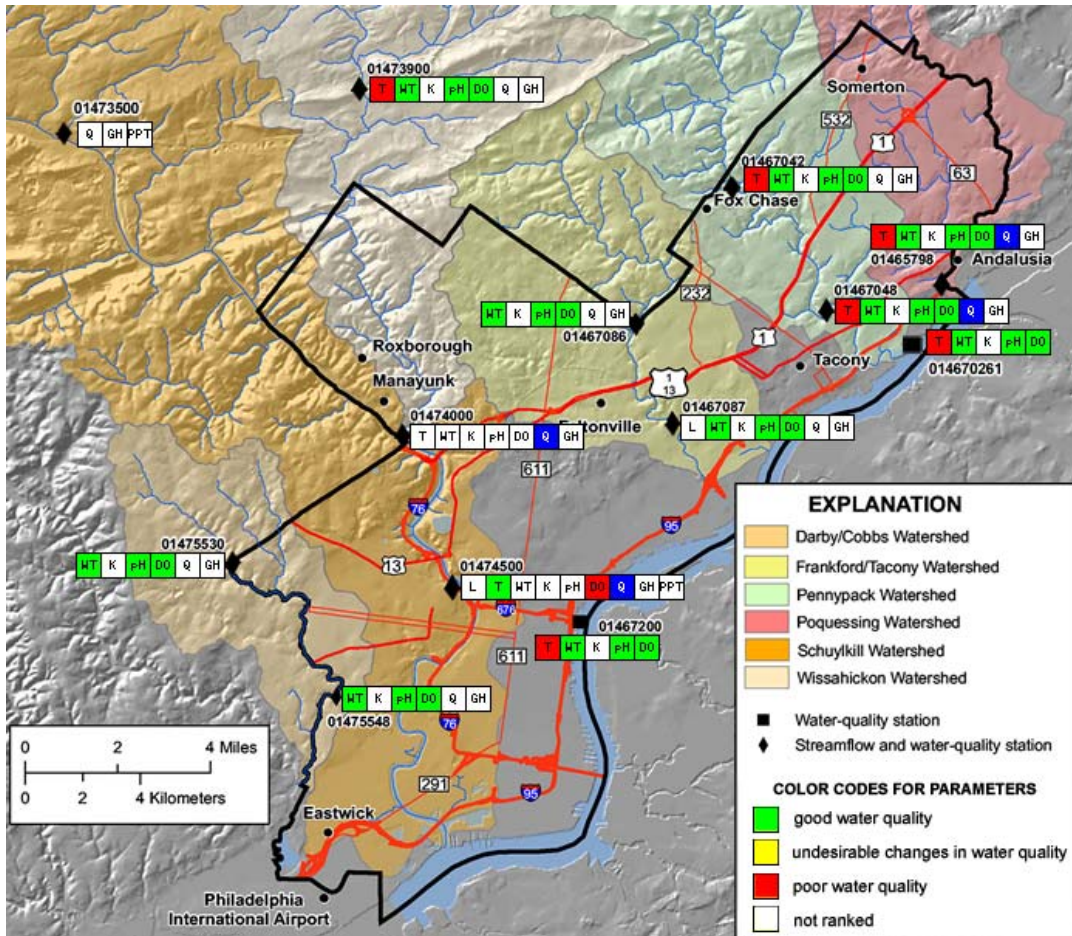 01473900
T WT K pH DO Q GH
01473500
Q GH PPT
Somerton
532
1
63
01467042
T WT K pH DO Q GH
Fox Chase
T WT K pH DO Q GH
01465798
Andalusia
232
01467048
T WT K pH DO Q GH
WT K pH DO Q GH
01467086
1
T WT K pH DO
014670261
Tacony
Roxborough
Manayunk
1
13
01474000
T WT K pH DO Q GH
ltonville
01467087
L WT K pH DO Q GH
611
76
95
01475530
WT K pH DO Q GH
13
01474500
L T WT K pH DO Q GH PPT
676
01467200
T WT K pH DO
611
WT K pH DO Q GH
01475548
76
291
95
Eastwick
Philadelphia
International Airport
0 2 4 Miles
0 2 4 Kilometers
EXPLANATION
Darby/Cobbs Watershed
Frankford/Tacony Watershed
Pennypack Watershed
Poquessing Watershed
Schuylkill Watershed
Wissahickon Watershed
Water-quality station
Streamflow and water-quality station
COLOR CODES FOR PARAMETERS
good water quality
undesirable changes in water quality
poor water quality
not ranked